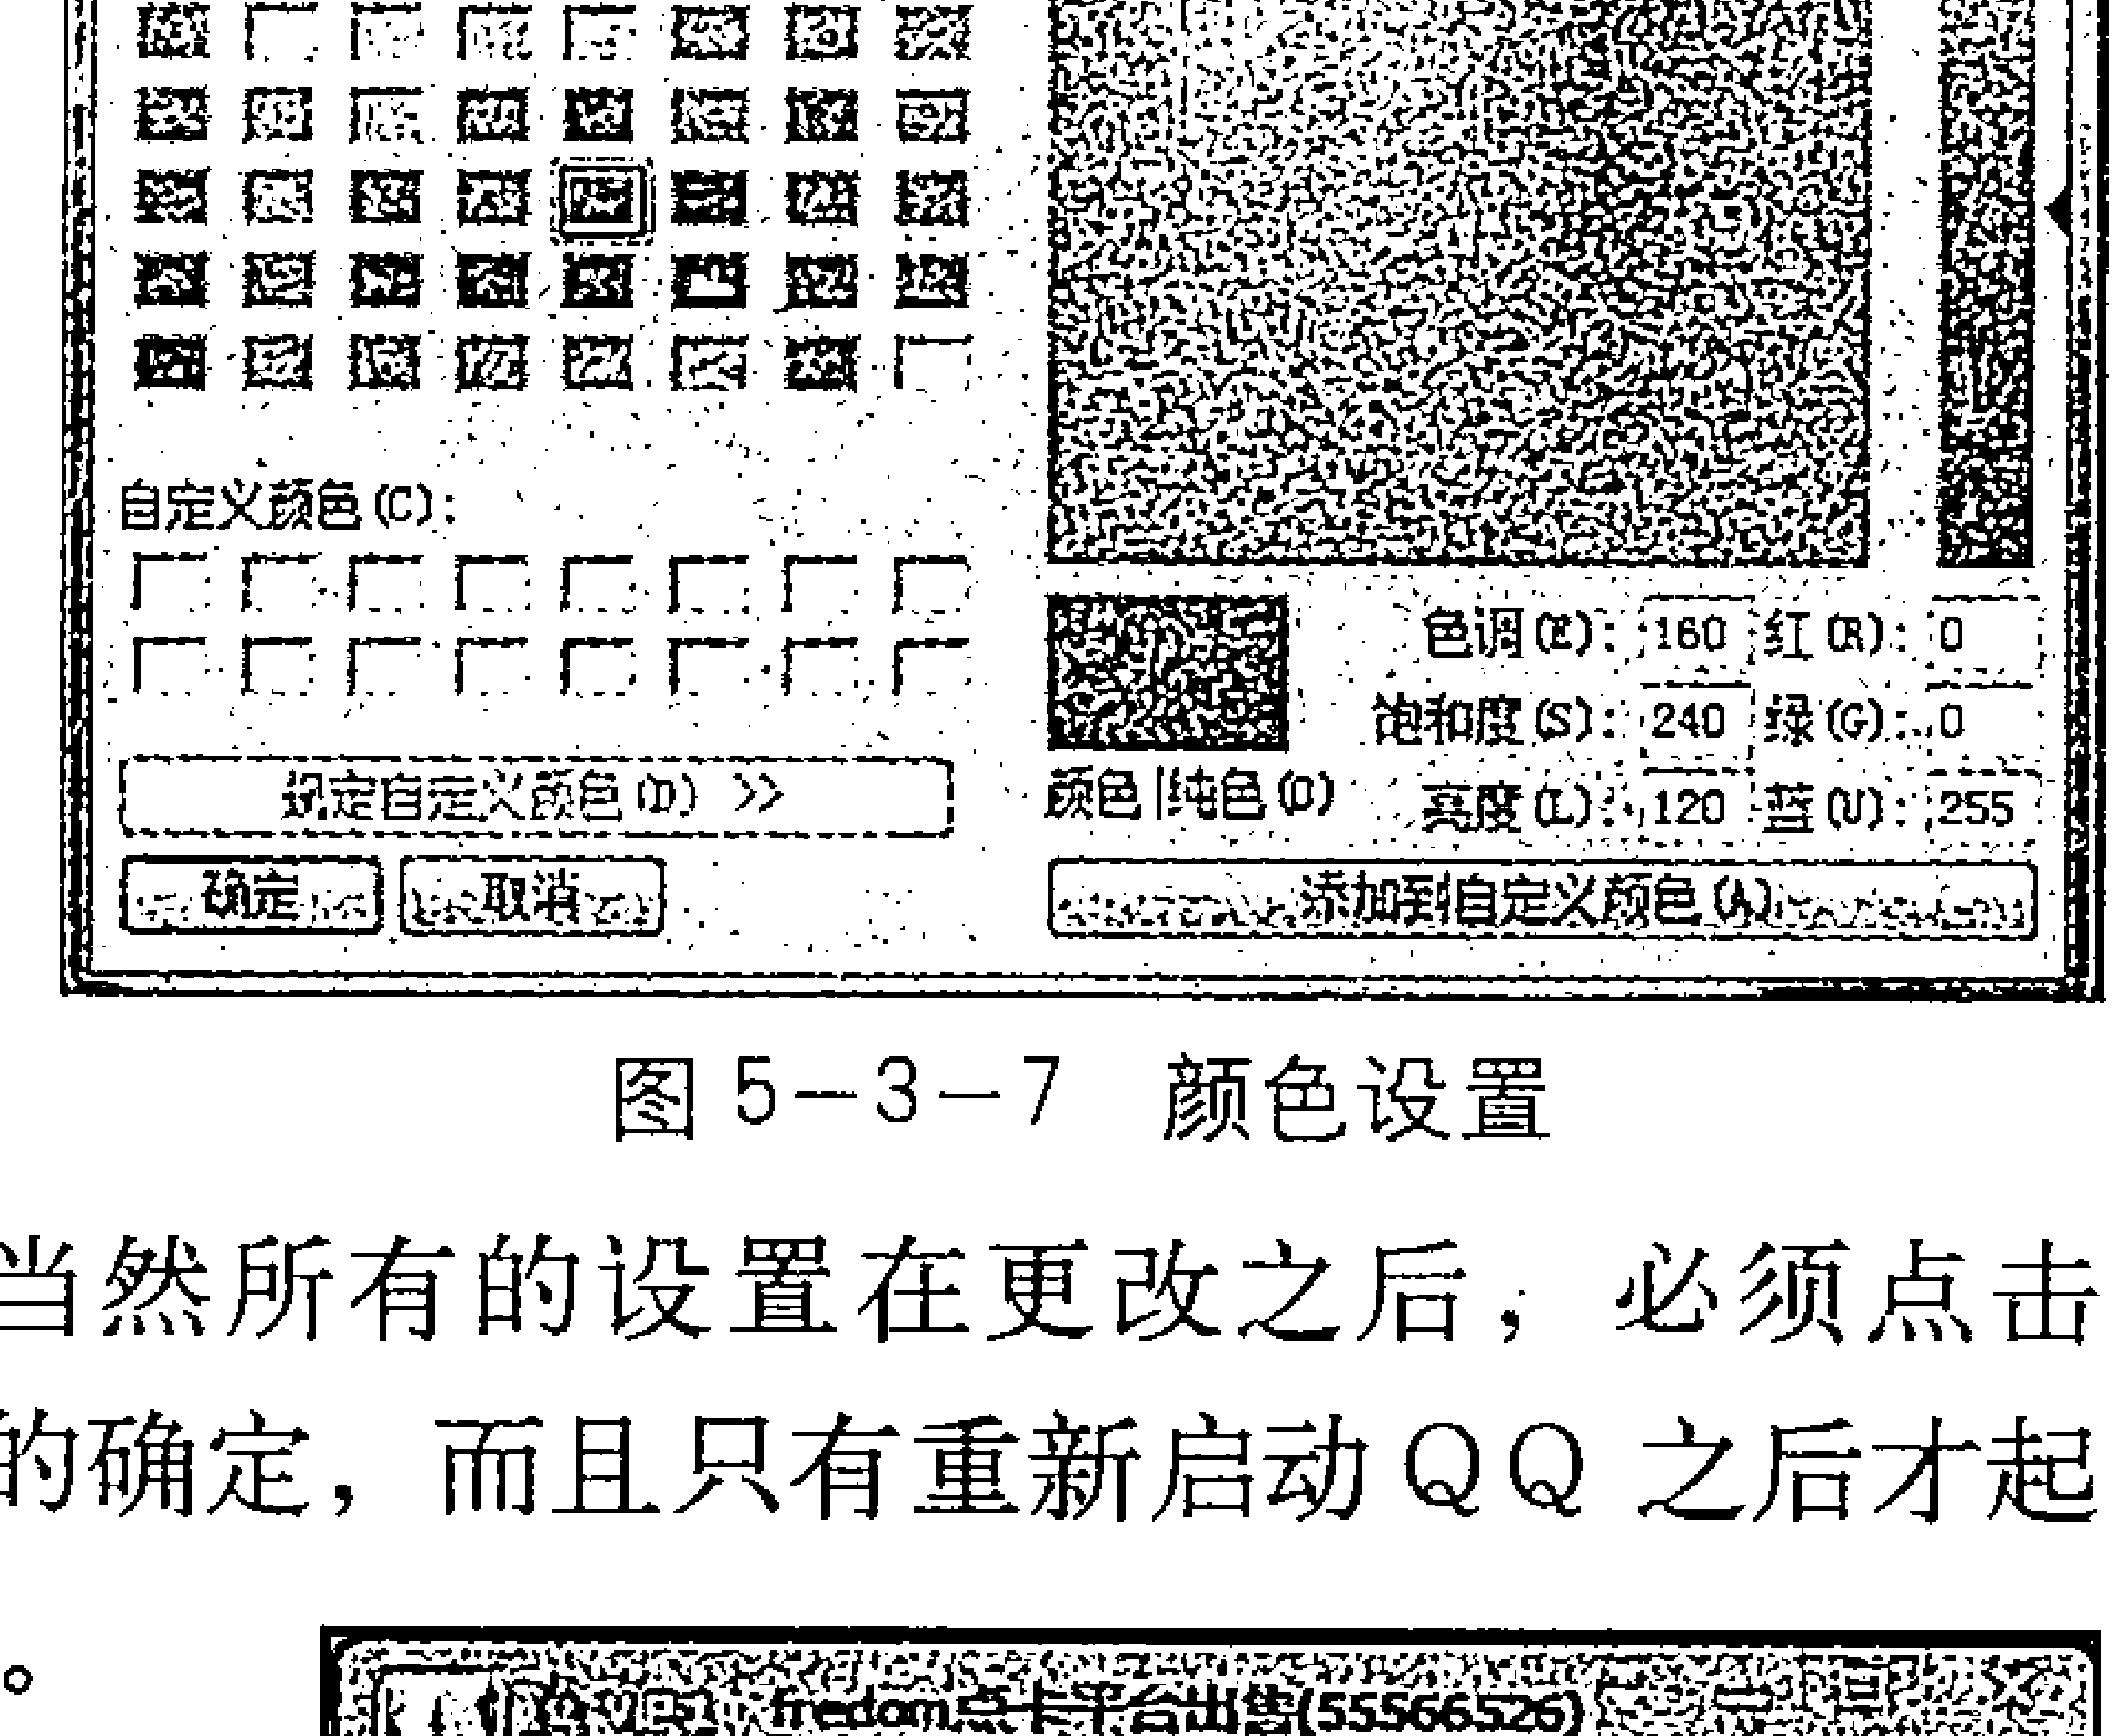 自定义颜色(C):
色调(E): 160 红(R): 0
饱和度(S): 240 绿(G): 0
规定自定义颜色(D) >>
颜色|纯色(O) 亮度(L): 120 蓝(U): 255
确定 取消 添加到自定义颜色(A)
图 5-3-7 颜色设置
当然所有的设置在更改之后，必须点击
的确定，而且只有重新启动QQ 之后才起
。
fredom点卡平台出售(55566526)